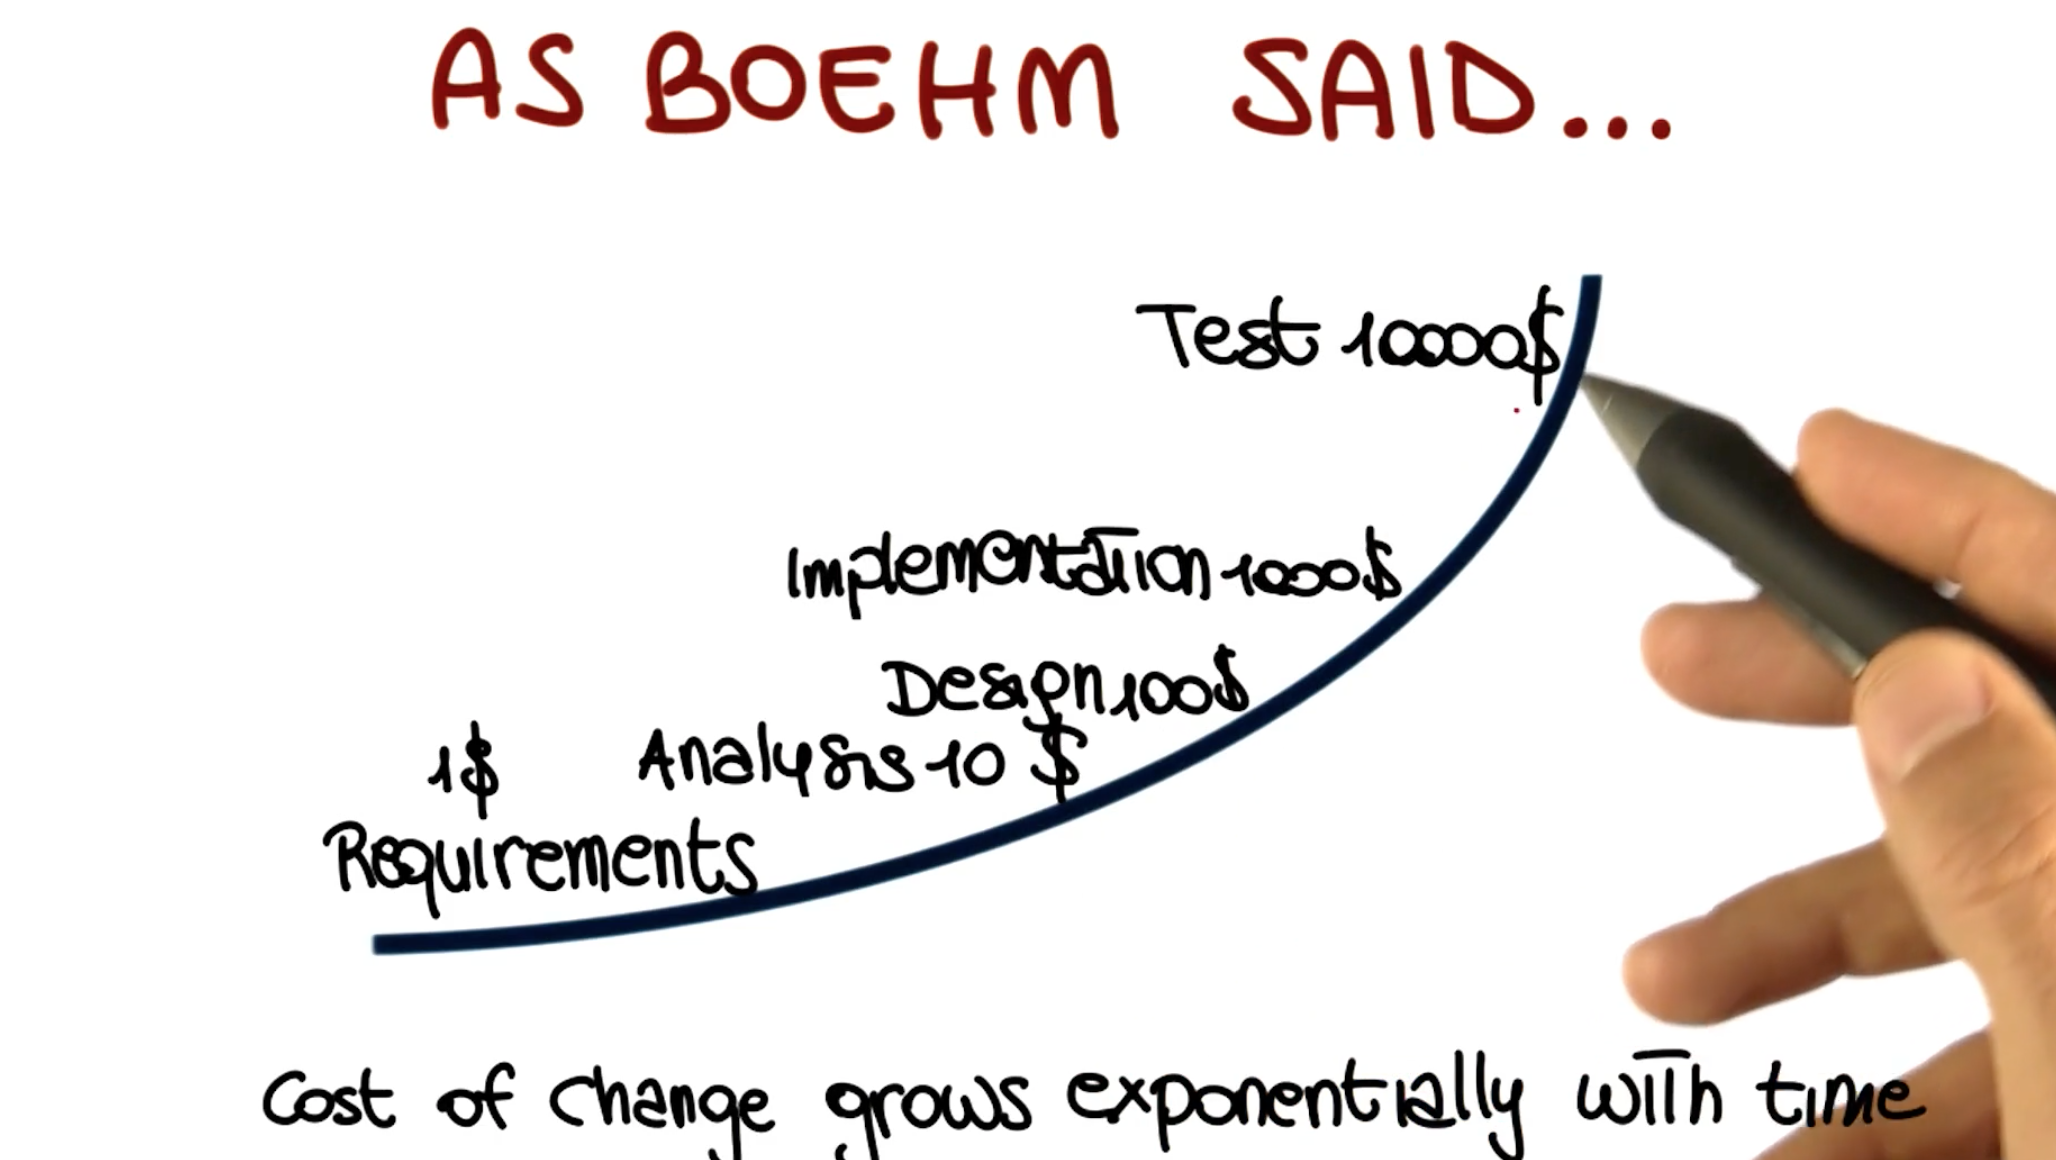 AS BOEHM SAID...
Test 10000$
Implementation 1000$
Design 100$
1$ Analysis 10 $
Requirements
Cost of change grows exponentially with time